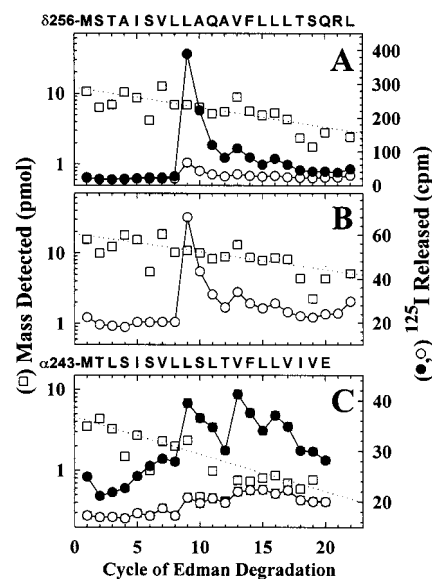 δ256-MSTAISVLLAQAVFLLLTSQRL
A
10
1
400
300
200
100
0
B
10
1
60
40
20
α243-MTLSISVLLSLTVFLLVIVE
C
10
1
40
30
20
0 5 10 15 20
Cycle of Edman Degradation
(□) Mass Detected (pmol)
(●,○) ¹²⁵I Released (cpm)